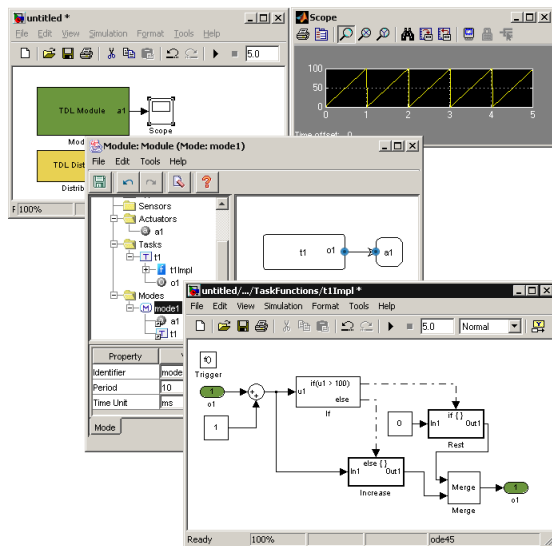 untitled *
File Edit View Simulation Format Tools Help
5.0
TDL Module a1
Scope
Mod
TDL Dist
Distrib
F 100%
Scope
100
50
0
0 1 2 3 4 5
Time offset: 0
Module: Module (Mode: mode1)
File Edit Tools Help
Sensors
Actuators
a1
Tasks
t1
t1Impl
o1
Modes
mode1
a1
t1
t1 o1 a1
Property V
Identifier mode
Period 10
Time Unit ms
Mode
untitled/.../TaskFunctions/t1Impl *
File Edit View Simulation Format Tools Help
5.0 Normal
f()
Trigger
1
o1
1
u1
if(u1 > 100)
else
If
0
if { }
In1 Out1
Rest
else { }
In1 Out1
Increase
Merge
Merge
1
o1
Ready 100% ode45